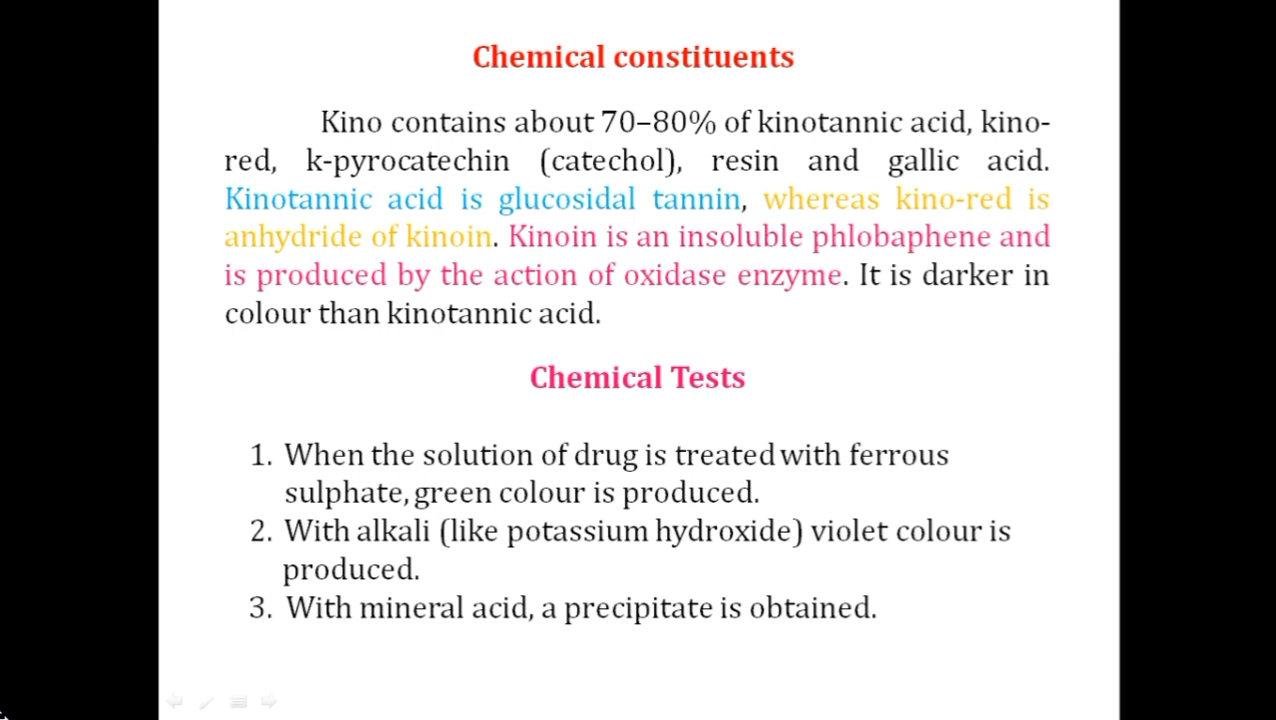 Chemical constituents
Kino contains about 70–80% of kinotannic acid, kino-
red, k-pyrocatechin (catechol), resin and gallic acid.
Kinotannic acid is glucosidal tannin, whereas kino-red is
anhydride of kinoin. Kinoin is an insoluble phlobaphene and
is produced by the action of oxidase enzyme. It is darker in
colour than kinotannic acid.
Chemical Tests
1. When the solution of drug is treated with ferrous
sulphate, green colour is produced.
2. With alkali (like potassium hydroxide) violet colour is
produced.
3. With mineral acid, a precipitate is obtained.